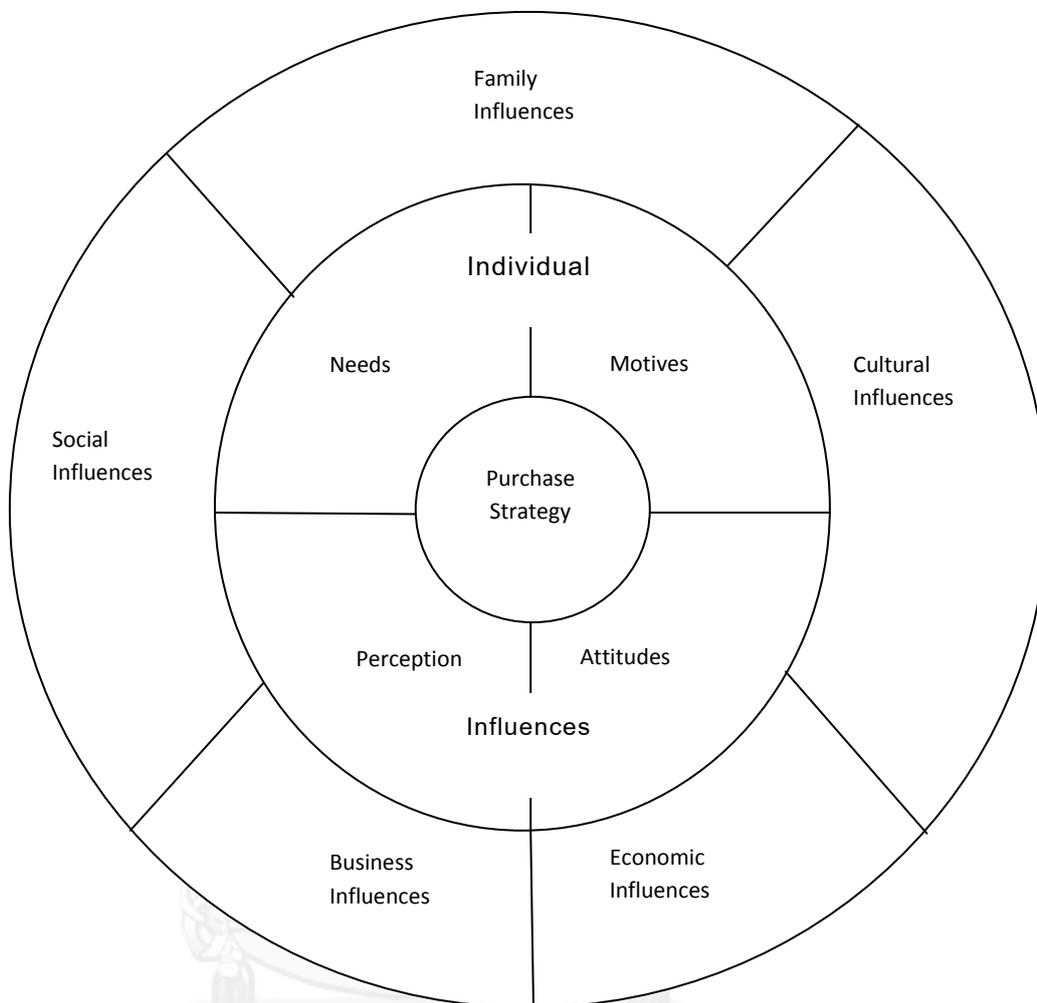 Family
Influences
Individual
Needs
Motives
Cultural
Influences
Social
Influences
Purchase
Strategy
Perception
Attitudes
Influences
Business
Influences
Economic
Influences